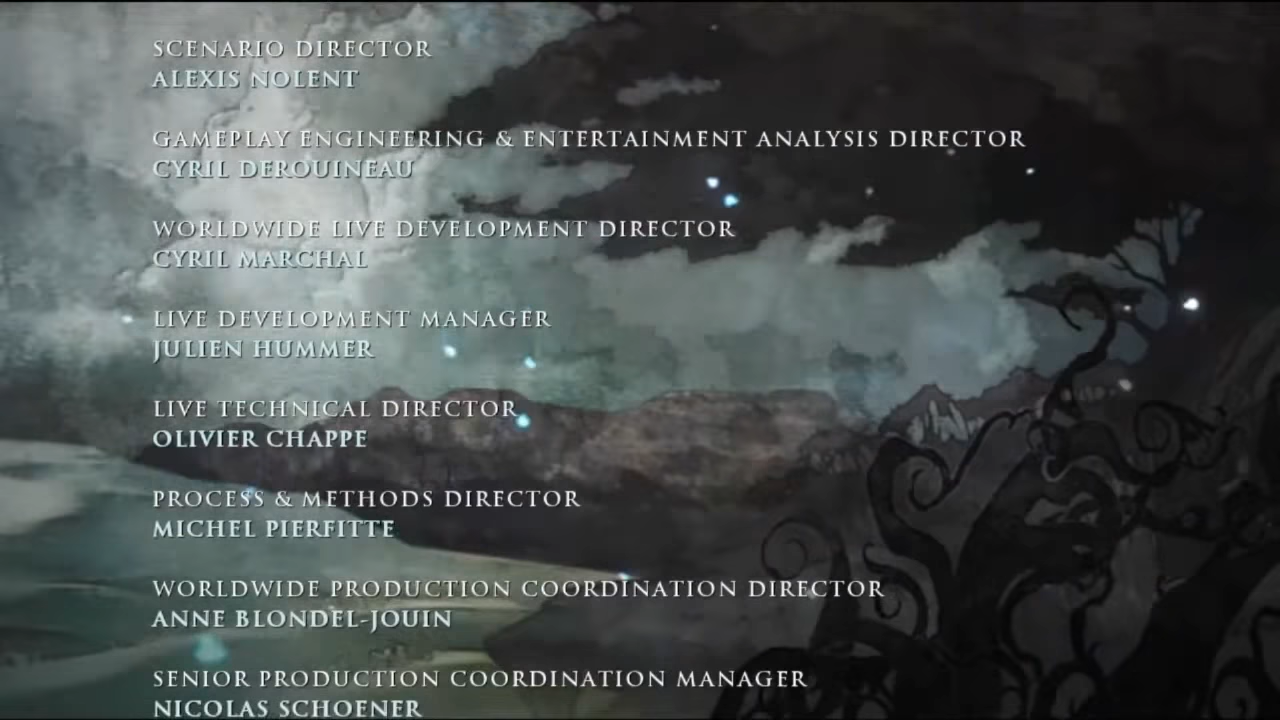 SCENARIO DIRECTOR
ALEXIS NOLENT
GAMEPLAY ENGINEERING & ENTERTAINMENT ANALYSIS DIRECTOR
CYRIL DEROUINEAU
WORLDWIDE LIVE DEVELOPMENT DIRECTOR
CYRIL MARCHAL
LIVE DEVELOPMENT MANAGER
JULIEN HUMMER
LIVE TECHNICAL DIRECTOR
OLIVIER CHAPPE
PROCESS & METHODS DIRECTOR
MICHEL PIERFITTE
WORLDWIDE PRODUCTION COORDINATION DIRECTOR
ANNE BLONDEL-JOUIN
SENIOR PRODUCTION COORDINATION MANAGER
NICOLAS SCHOENER